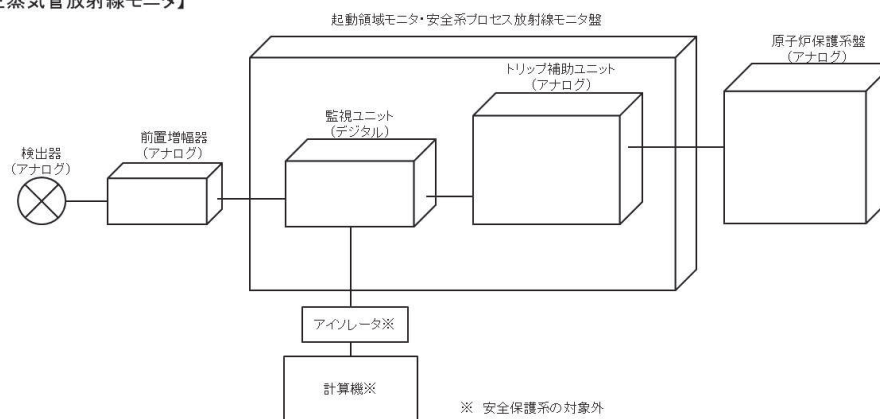 蒸気管放射線モニタ】
起動領域モニタ・安全系プロセス放射線モニタ盤
原子炉保護系盤
(アナログ)
トリップ補助ユニット
(アナログ)
監視ユニット
(デジタル)
前置増幅器
(アナログ)
検出器
(アナログ)
アイソレータ※
計算機※
※ 安全保護系の対象外